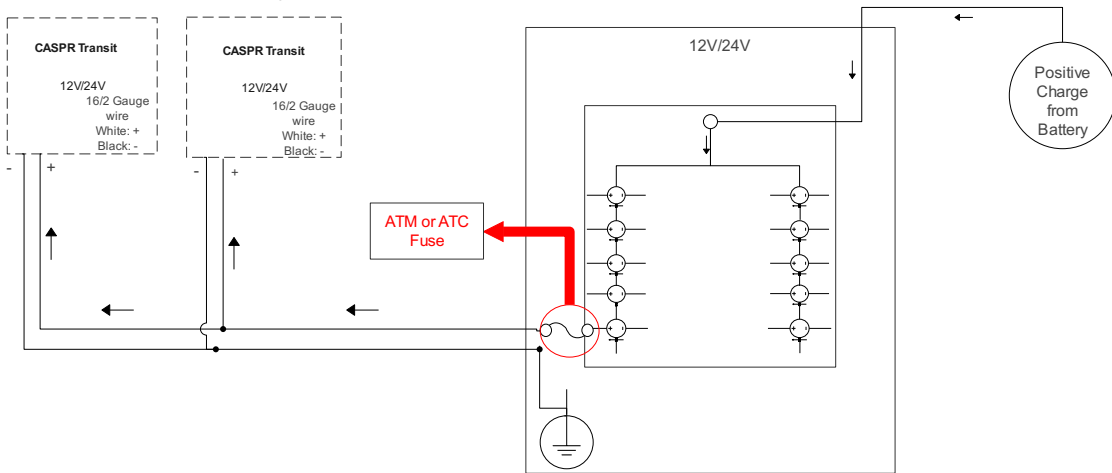 CASPR Transit
12V/24V
16/2 Gauge
wire
White: +
Black: -
- +
CASPR Transit
12V/24V
16/2 Gauge
wire
White: +
Black: -
- +
ATM or ATC
Fuse
12V/24V
Positive
Charge
from
Battery